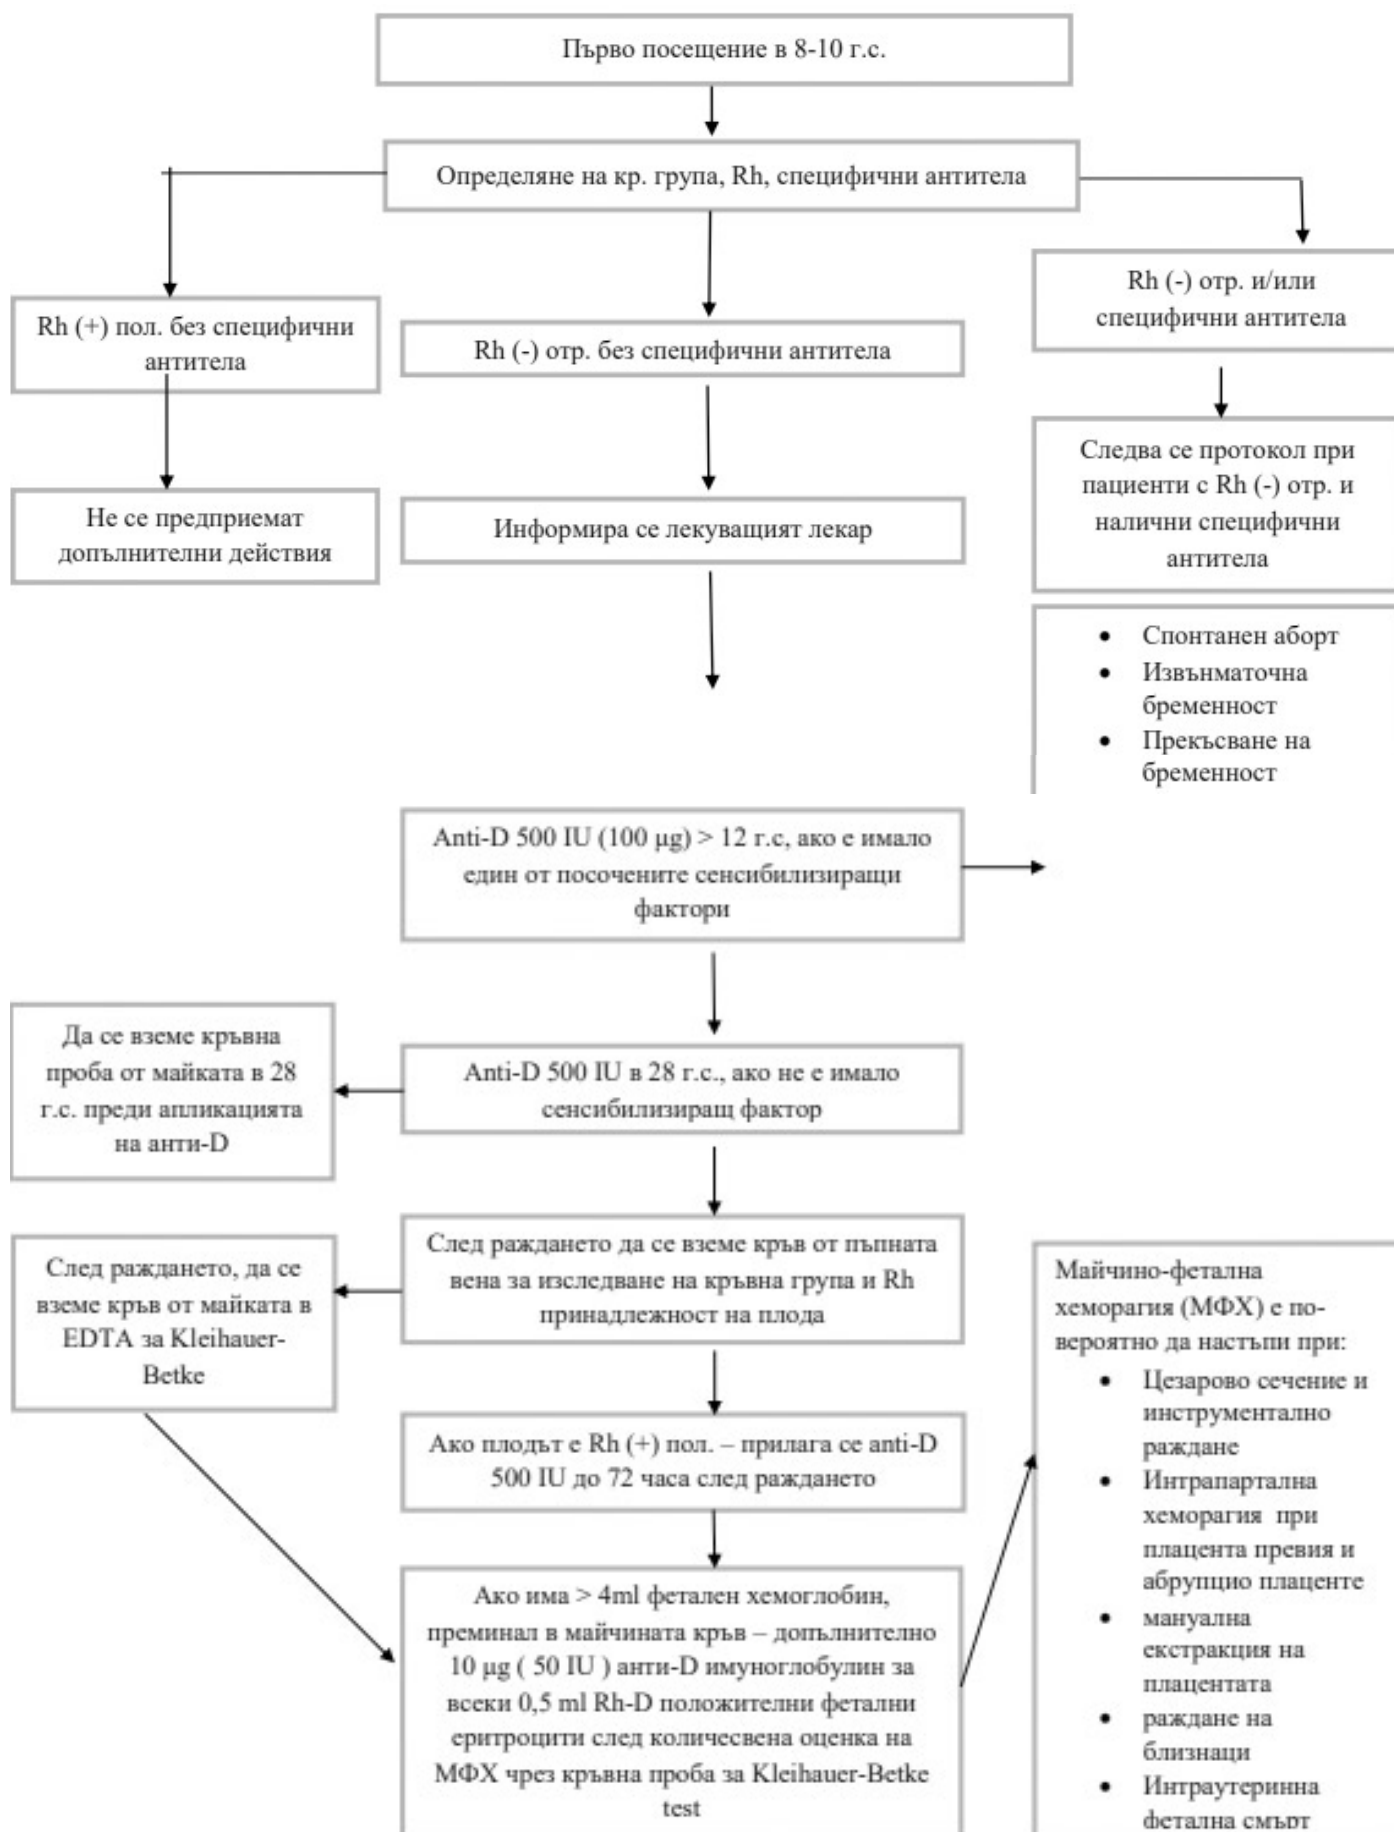 Първо посещение в 8-10 г.с.
Определяне на кр. група, Rh, специфични антитела
Rh (+) пол. без специфични
антитела
Rh (-) отр. без специфични антитела
Rh (-) отр. и/или
специфични антитела
Не се предприемат
допълнителни действия
Информира се лекуващият лекар
Следва се протокол при
пациенти с Rh (-) отр. и
налични специфични
антитела
• Спонтанен аборт
• Извънматочна
бременност
• Прекъсване на
бременност
Anti-D 500 IU (100 µg) > 12 г.с, ако е имало
един от посочените сенсибилизиращи
фактори
Да се вземе кръвна
проба от майката в 28
г.с. преди апликацията
на анти-D
Anti-D 500 IU в 28 г.с., ако не е имало
сенсибилизиращ фактор
След раждането, да се
вземе кръв от майката в
EDTA за Kleihauer-
Betke
След раждането да се вземе кръв от пъпната
вена за изследване на кръвна група и Rh
принадлежност на плода
Ако плодът е Rh (+) пол. – прилага се anti-D
500 IU до 72 часа след раждането
Ако има > 4ml фетален хемоглобин,
преминал в майчината кръв – допълнително
10 µg ( 50 IU ) анти-D имуноглобулин за
всеки 0,5 ml Rh-D положителни фетални
еритроцити след количесвена оценка на
МФХ чрез кръвна проба за Kleihauer-Betke
test
Майчино-фетална
хеморагия (МФХ) е по-
вероятно да настъпи при:
• Цезарово сечение и
инструментално
раждане
• Интрапартална
хеморагия при
плацента превия и
абрупцио плаценте
• мануална
екстракция на
плацентата
• раждане на
близнаци
• Интраутеринна
фетална смърт